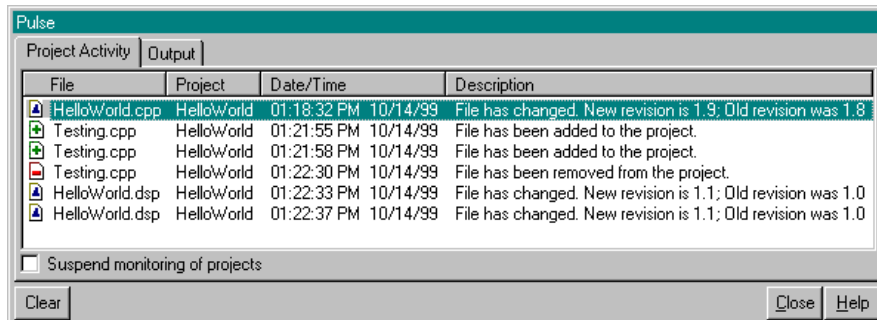 Pulse
Project Activity Output
File Project Date/Time Description
HelloWorld.cpp HelloWorld 01:18:32 PM 10/14/99 File has changed. New revision is 1.9; Old revision was 1.8
Testing.cpp HelloWorld 01:21:55 PM 10/14/99 File has been added to the project.
Testing.cpp HelloWorld 01:21:58 PM 10/14/99 File has been added to the project.
Testing.cpp HelloWorld 01:22:30 PM 10/14/99 File has been removed from the project.
HelloWorld.dsp HelloWorld 01:22:33 PM 10/14/99 File has changed. New revision is 1.1; Old revision was 1.0
HelloWorld.dsp HelloWorld 01:22:37 PM 10/14/99 File has changed. New revision is 1.1; Old revision was 1.0
Suspend monitoring of projects
Clear Close Help